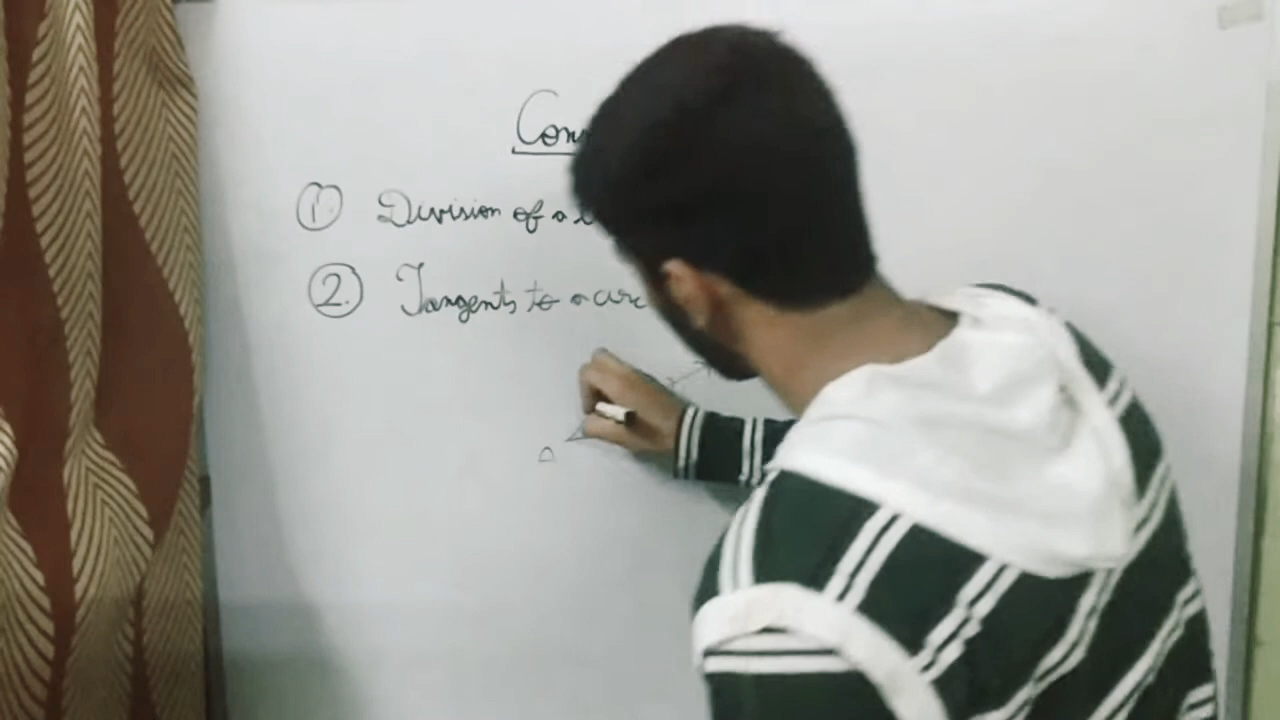 Con
① Division of a
② Tangents to a circ
A